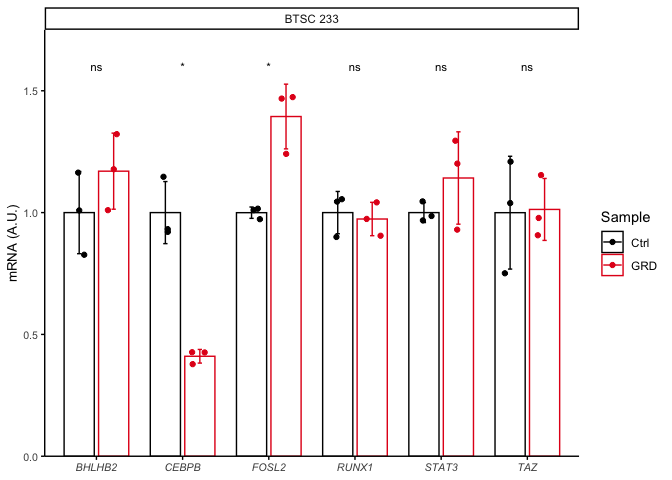 BTSC 233
ns * * ns ns ns
1.5
1.0
0.5
0.0
mRNA (A.U.)
BHLHB2 CEBPB FOSL2 RUNX1 STAT3 TAZ
Sample
Ctrl
GRD